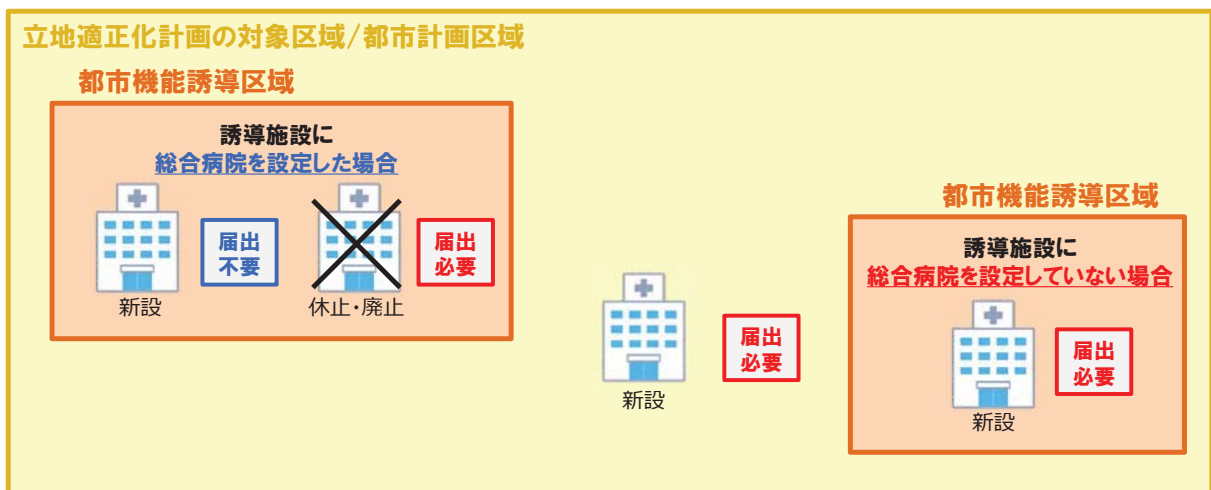 立地適正化計画の対象区域/都市計画区域
都市機能誘導区域
誘導施設に
総合病院を設定した場合
届出
不要
届出
必要
新設
休止・廃止
届出
必要
新設
都市機能誘導区域
誘導施設に
総合病院を設定していない場合
届出
必要
新設